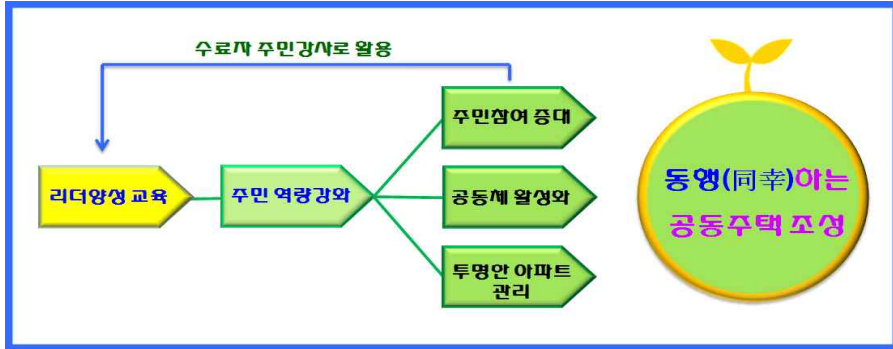 수료자 주민강사로 활용
리더양성 교육
주민 역량강화
주민참여 증대
공동체 활성화
투명한 아파트
관리
동행(同幸)하는
공동주택 조성